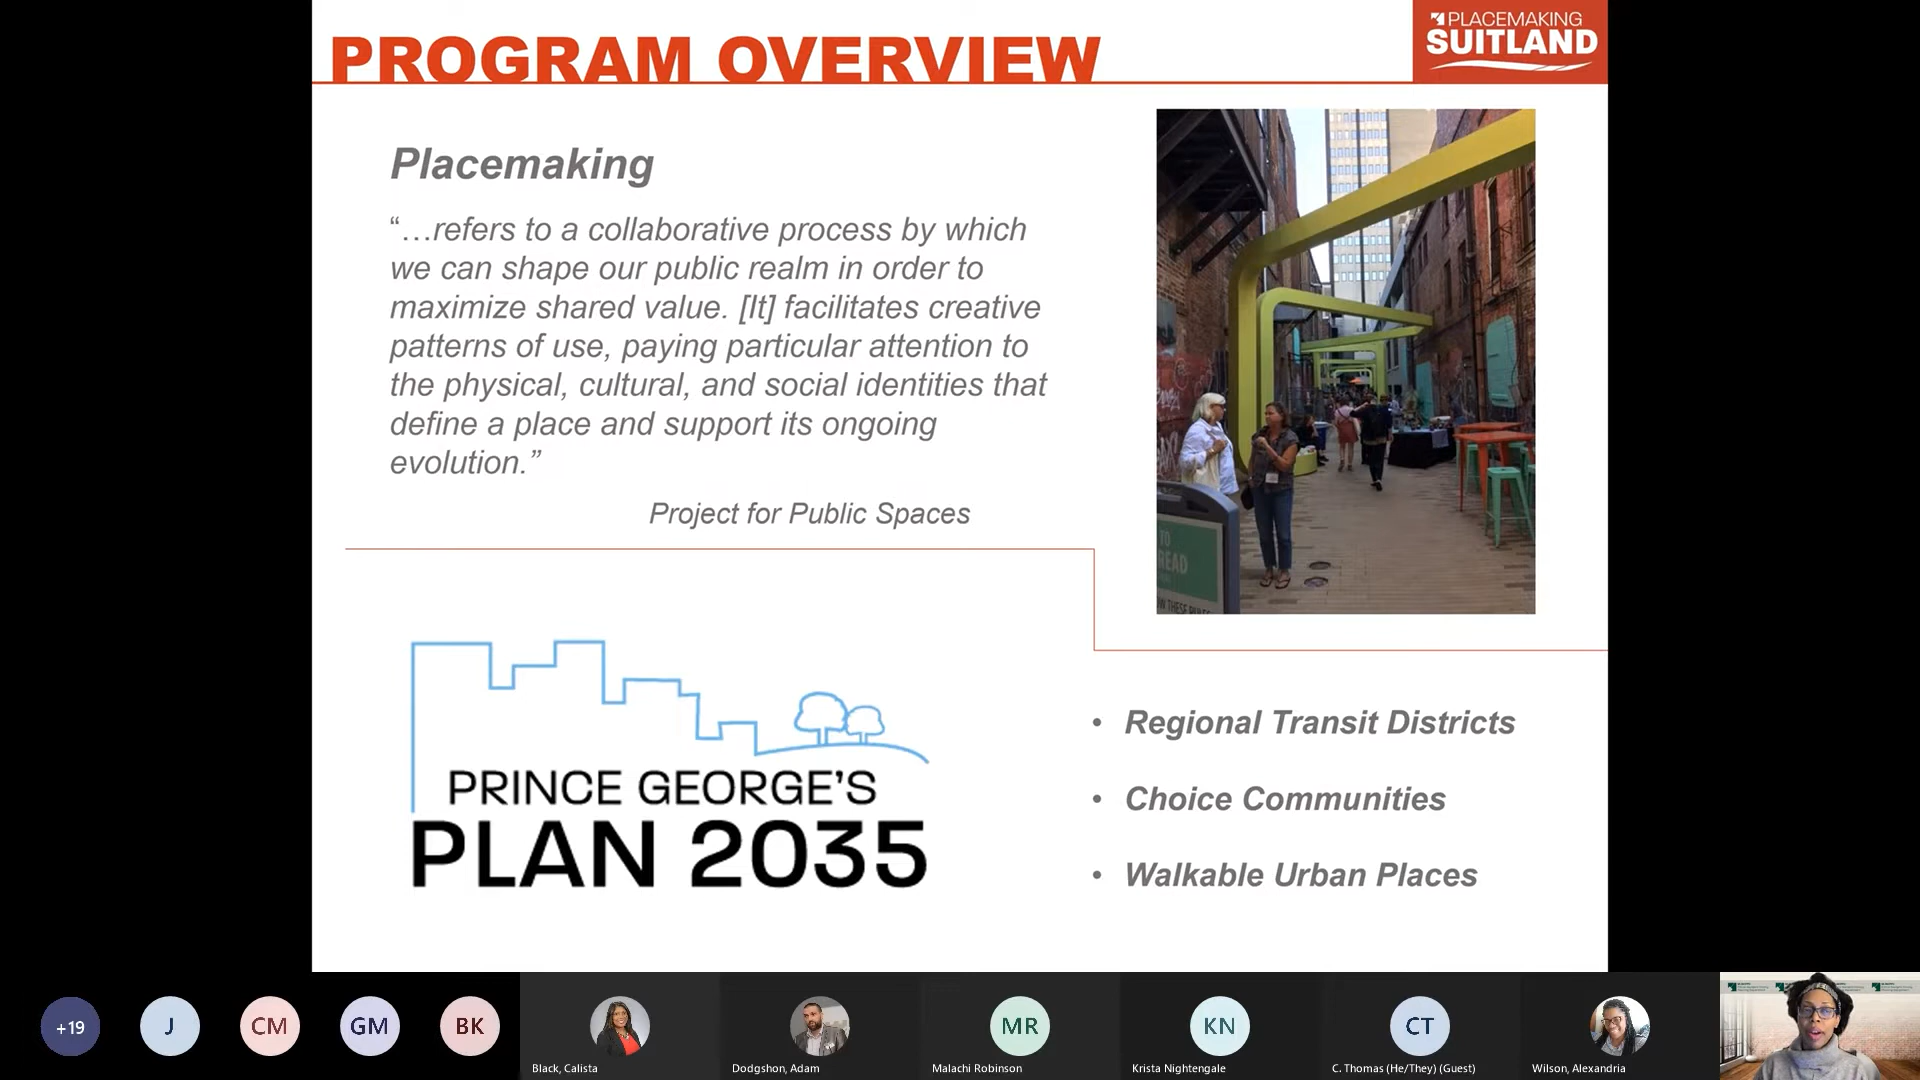 PROGRAM OVERVIEW
PLACEMAKING
SUITLAND
Placemaking
“…refers to a collaborative process by which
we can shape our public realm in order to
maximize shared value. [It] facilitates creative
patterns of use, paying particular attention to
the physical, cultural, and social identities that
define a place and support its ongoing
evolution.”
Project for Public Spaces
TO
READ
THESE RULES
PRINCE GEORGE'S
PLAN 2035
• Regional Transit Districts
• Choice Communities
• Walkable Urban Places
+19
J
CM
GM
BK
MR
KN
CT
Black, Calista
Dodgshon, Adam
Malachi Robinson
Krista Nightengale
C. Thomas (He/They) (Guest)
Wilson, Alexandria